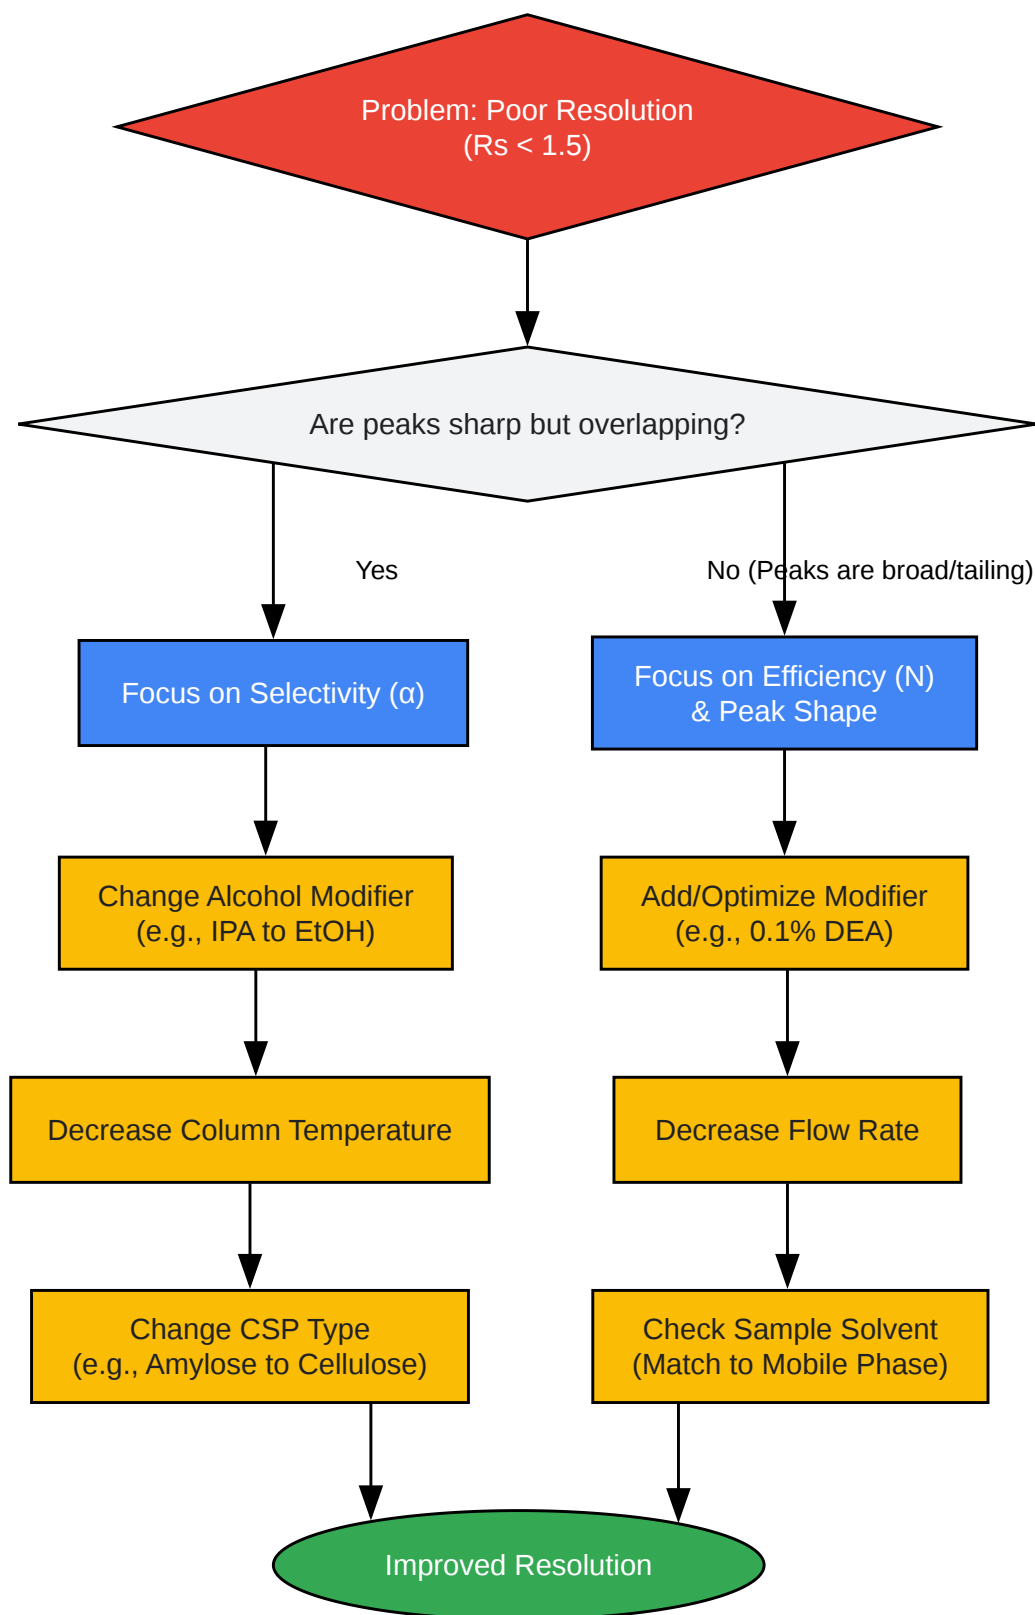 Problem: Poor Resolution
(Rs < 1.5)
Are peaks sharp but overlapping?
Yes
No (Peaks are broad/tailing)
Focus on Selectivity (α)
Focus on Efficiency (N)
& Peak Shape
Change Alcohol Modifier
(e.g., IPA to EtOH)
Add/Optimize Modifier
(e.g., 0.1% DEA)
Decrease Column Temperature
Decrease Flow Rate
Change CSP Type
(e.g., Amylose to Cellulose)
Check Sample Solvent
(Match to Mobile Phase)
Improved Resolution